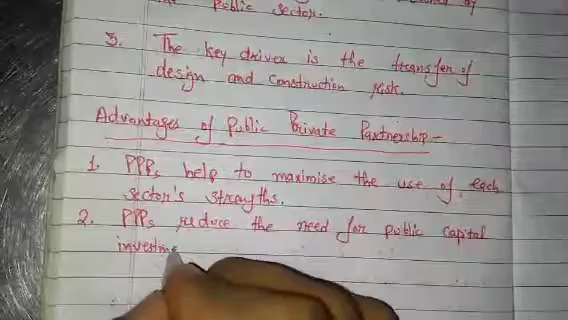 Public Sector.
3. The key driver is the transfer of
design and Construction risk.
Advantages of Public Private Partnership -
1. PPPs help to maximise the use of each
sector's strengths.
2. PPPs reduce the need for public capital
investme